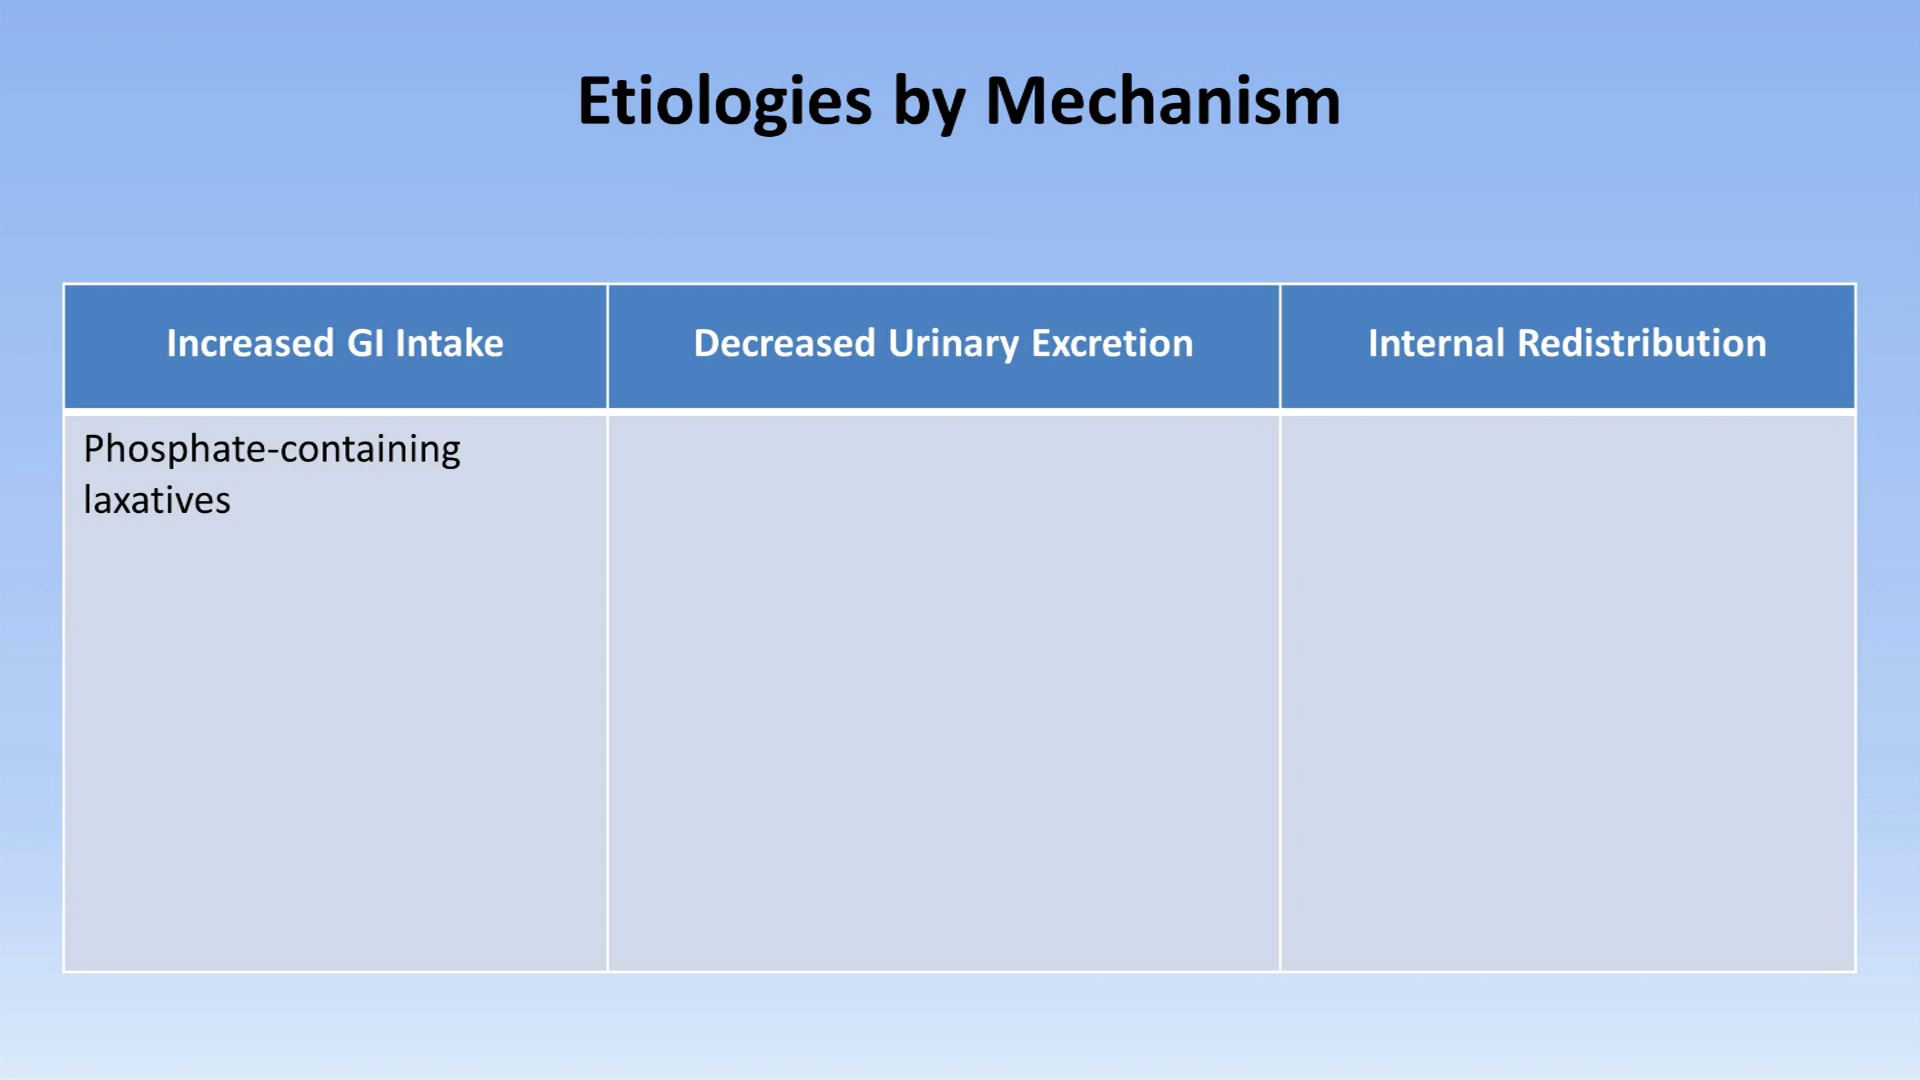 Etiologies by Mechanism
Increased GI Intake
Decreased Urinary Excretion
Internal Redistribution
Phosphate-containing
laxatives